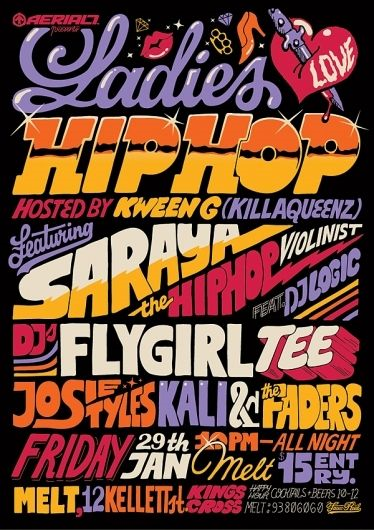 AERIAL7
presents
Ladies
LOVE
HIPHOP
HOSTED BY KWEEN G (KILLAQUEENZ)
Featuring
SARAYA
the HIPHOP VIOLINIST
FEAT. DJ LOGIC
DJs FLYGIRL TEE
JOSIE STYLES KALI & the FADERS
FRIDAY 29th JAN 10PM — ALL NIGHT
Melt $15 ENTRY.
MELT, 12 KELLETT St. KINGS CROSS
HAPPY HOUR COCKTAILS + BEERS 10-12
MELT: 93806060